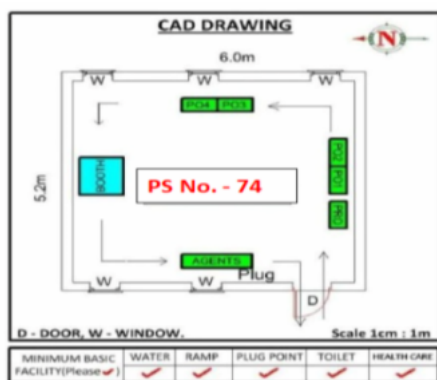 CAD DRAWING
N
6.0m
W W W
PO4 PO3
5.2m
BOOTH
PS No. - 74
PO2
PO1
PRO
AGENTS
Plug
W W
D
D - DOOR, W - WINDOW. Scale 1cm : 1m
MINIMUM BASIC FACILITY(Please ✓) WATER RAMP PLUG POINT TOILET HEALTH CARE
✓ ✓ ✓ ✓ ✓